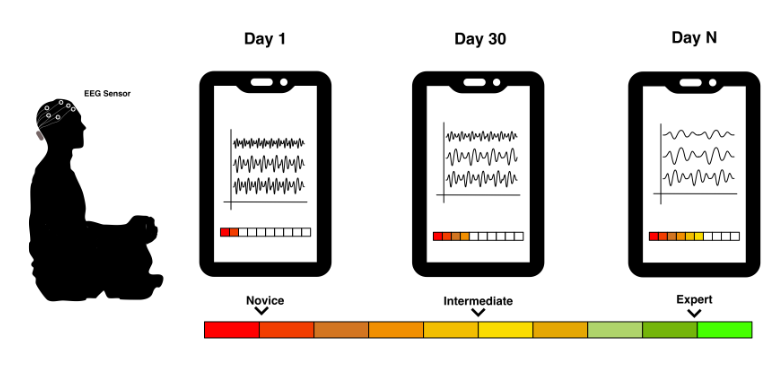 Day 1
Day 30
Day N
EEG Sensor
Novice
Intermediate
Expert